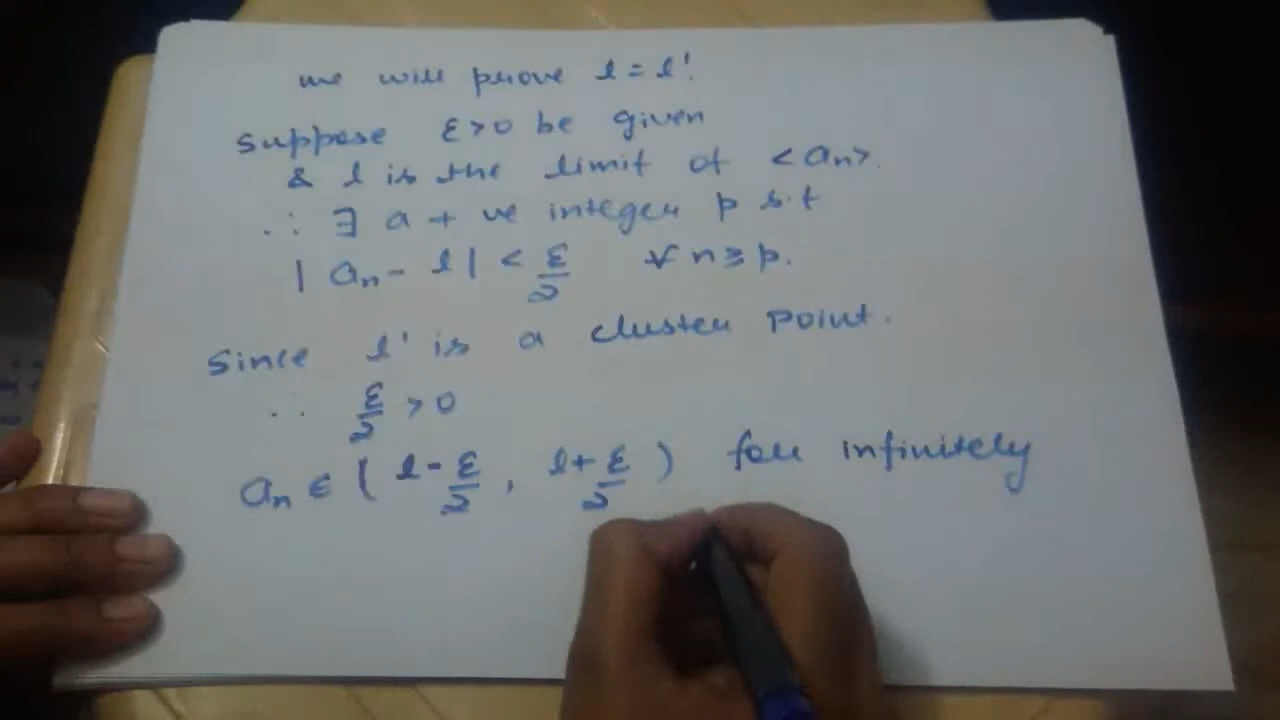 we will prove l = l'.
Suppose ε>0 be given
& l is the limit of <an>.
∴ ∃ a + ve integer p s.t
| an - l | < ε/2 ∀ n ≥ p.
Since l' is a cluster point.
∴ ε/2 > 0
an ∈ ( l - ε/2 , l + ε/2 ) for infinitely